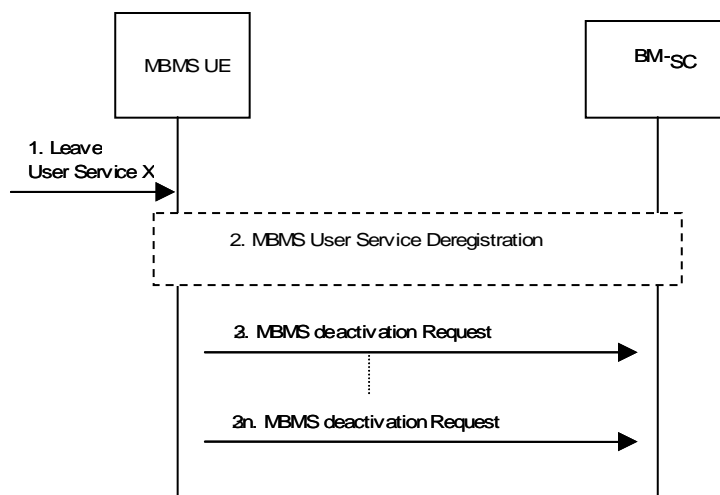 MBMS UE
BM-SC
1. Leave
User Service X
2. MBMS User Service Deregistration
3. MBMS deactivation Request
3n. MBMS deactivation Request